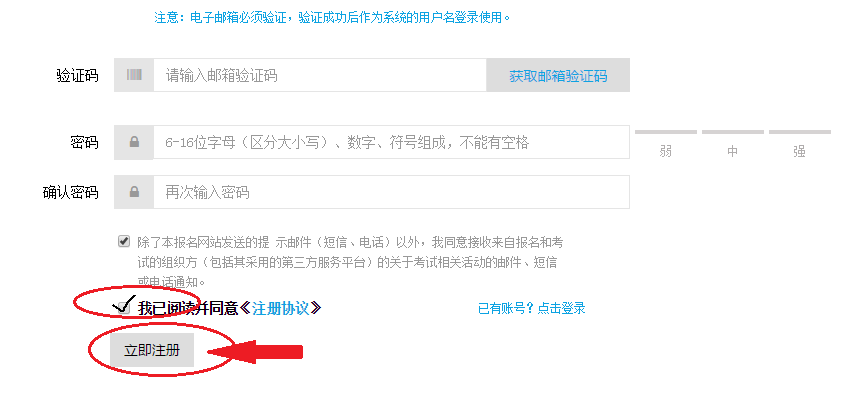 注意：电子邮箱必须验证，验证成功后作为系统的用户名登录使用。
验证码 请输入邮箱验证码 获取邮箱验证码
密码 6-16位字母（区分大小写）、数字、符号组成，不能有空格
弱 中 强
确认密码 再次输入密码
除了本报名网站发送的提 示邮件（短信、电话）以外，我同意接收来自报名和考
试的组织方（包括其采用的第三方服务平台）的关于考试相关活动的邮件、短信
或电话通知。
我已阅读并同意《注册协议》 已有账号？点击登录
立即注册